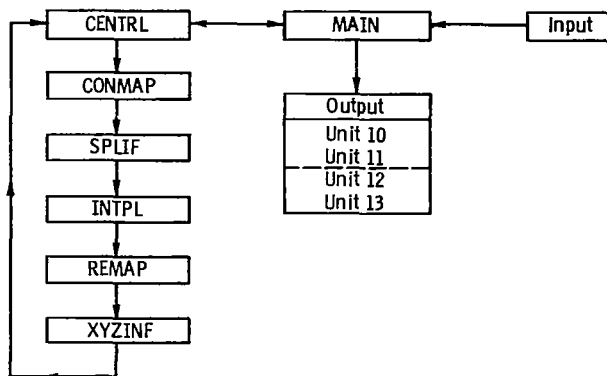 CENTRL
MAIN
Input
CONMAP
Output
Unit 10
Unit 11
Unit 12
Unit 13
SPLIF
INTPL
REMAP
XYZINF